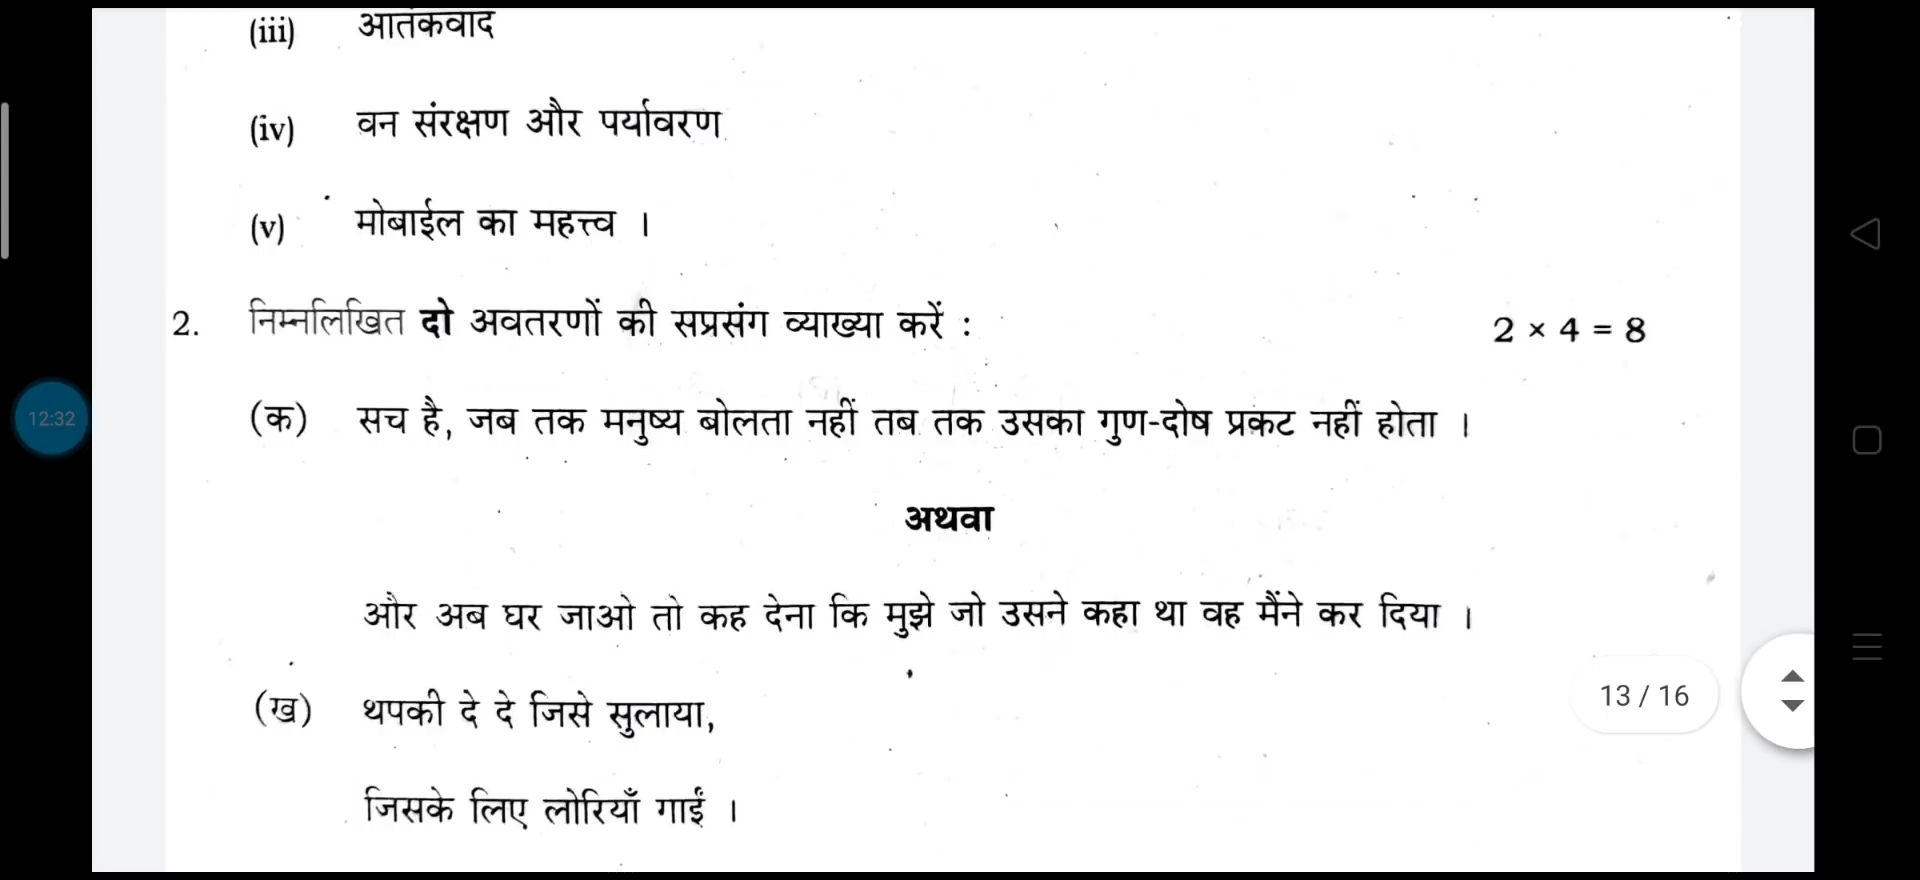 (iii) आतंकवाद
(iv) वन संरक्षण और पर्यावरण
(v) मोबाईल का महत्त्व ।
2. निम्नलिखित दो अवतरणों की सप्रसंग व्याख्या करें : 2 × 4 = 8
(क) सच है, जब तक मनुष्य बोलता नहीं तब तक उसका गुण-दोष प्रकट नहीं होता ।
12:32
अथवा
और अब घर जाओ तो कह देना कि मुझे जो उसने कहा था वह मैंने कर दिया ।
13 / 16
(ख) थपकी दे दे जिसे सुलाया,
जिसके लिए लोरियाँ गाईं ।